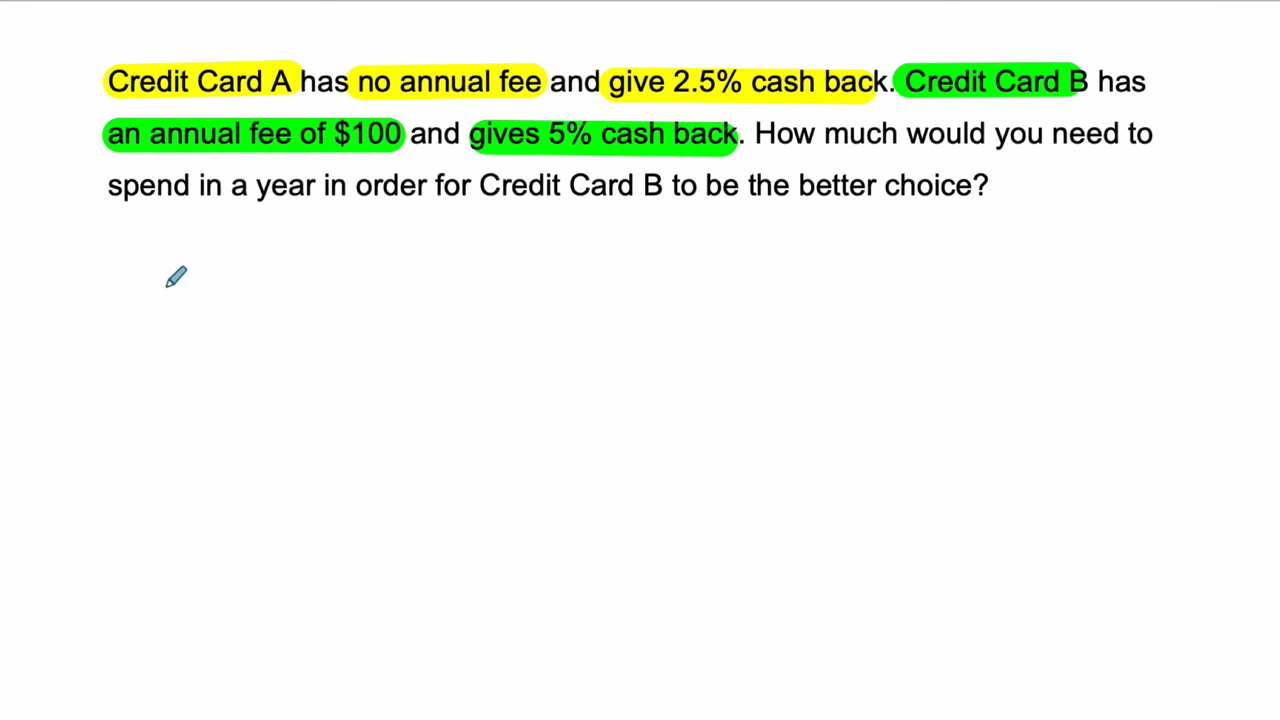 Credit Card A has no annual fee and give 2.5% cash back. Credit Card B has
an annual fee of $100 and gives 5% cash back. How much would you need to
spend in a year in order for Credit Card B to be the better choice?